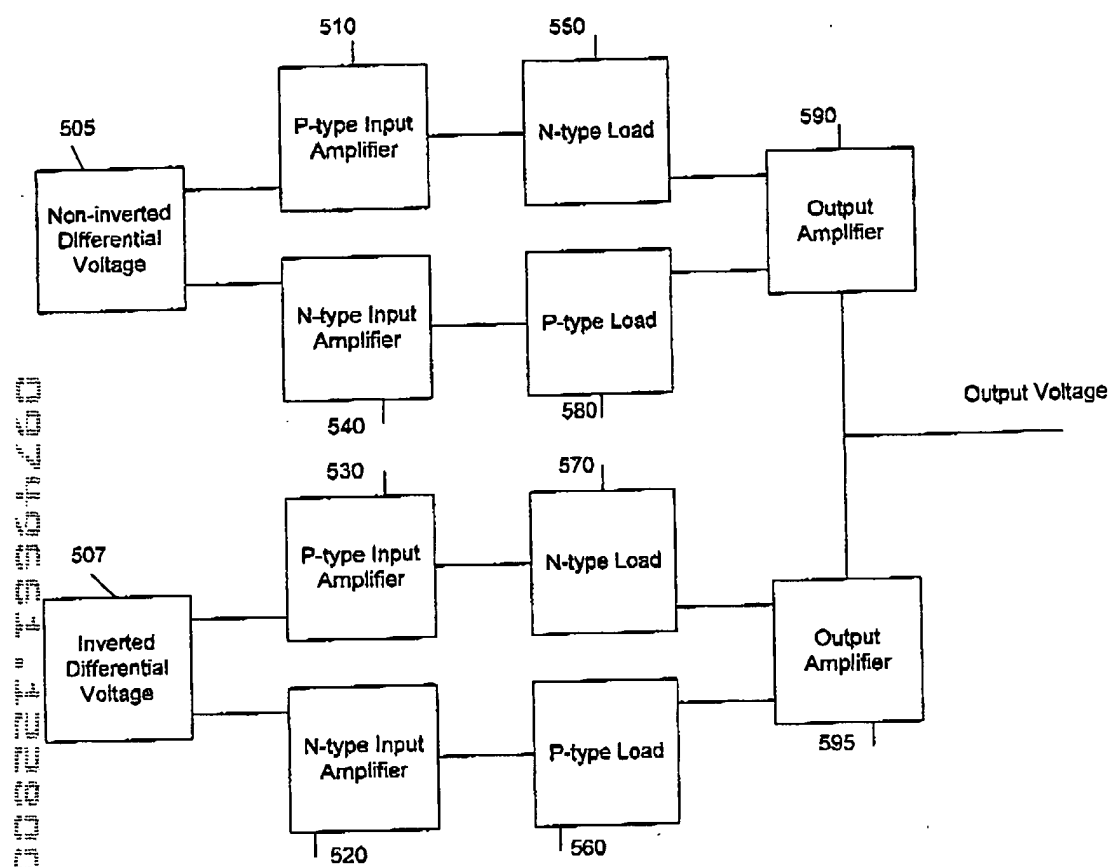 510
550
P-type Input
Amplifier
N-type Load
590
505
Non-inverted
Differential
Voltage
Output
Amplifier
N-type Input
Amplifier
P-type Load
540
580
Output Voltage
530
570
P-type Input
Amplifier
N-type Load
507
Inverted
Differential
Voltage
Output
Amplifier
N-type Input
Amplifier
P-type Load
595
520
560